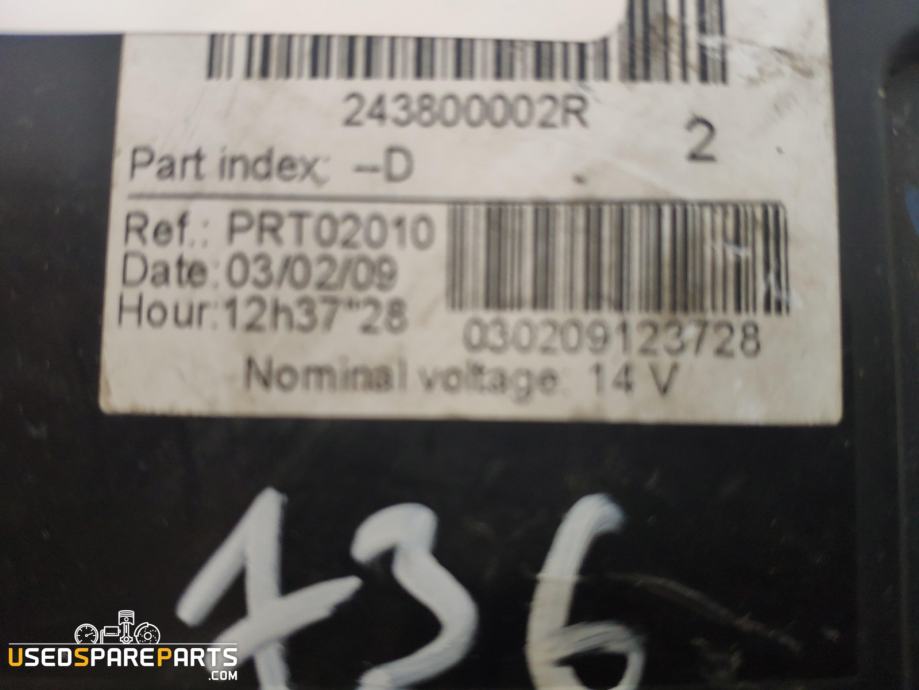 243800002R
2
Part index: --D
Ref.: PRT02010
Date: 03/02/09
Hour: 12h37"28
030209123728
Nominal voltage: 14 V
736
USEDSPAREPARTS
.COM